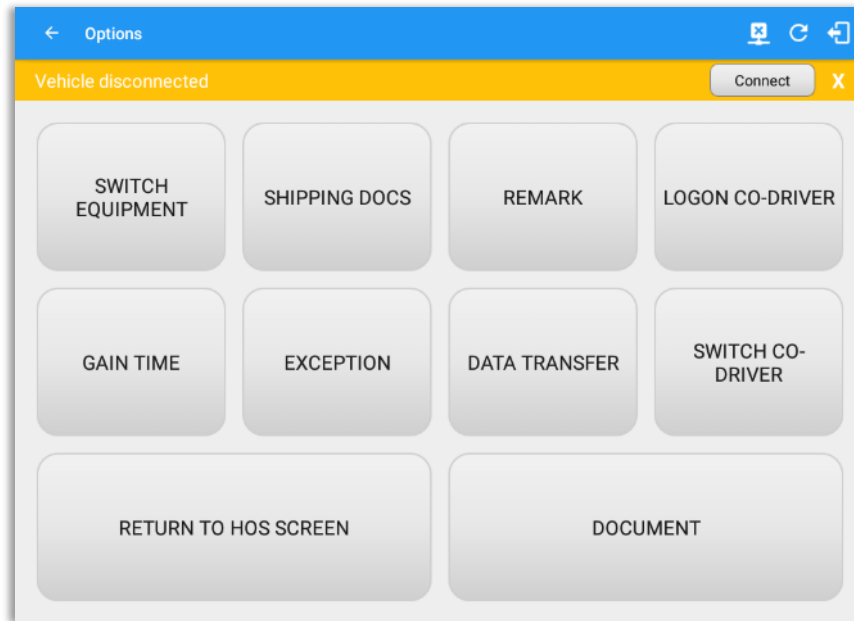 Options
Vehicle disconnected
Connect
X
SWITCH
EQUIPMENT
SHIPPING DOCS
REMARK
LOGON CO-DRIVER
GAIN TIME
EXCEPTION
DATA TRANSFER
SWITCH CO-
DRIVER
RETURN TO HOS SCREEN
DOCUMENT